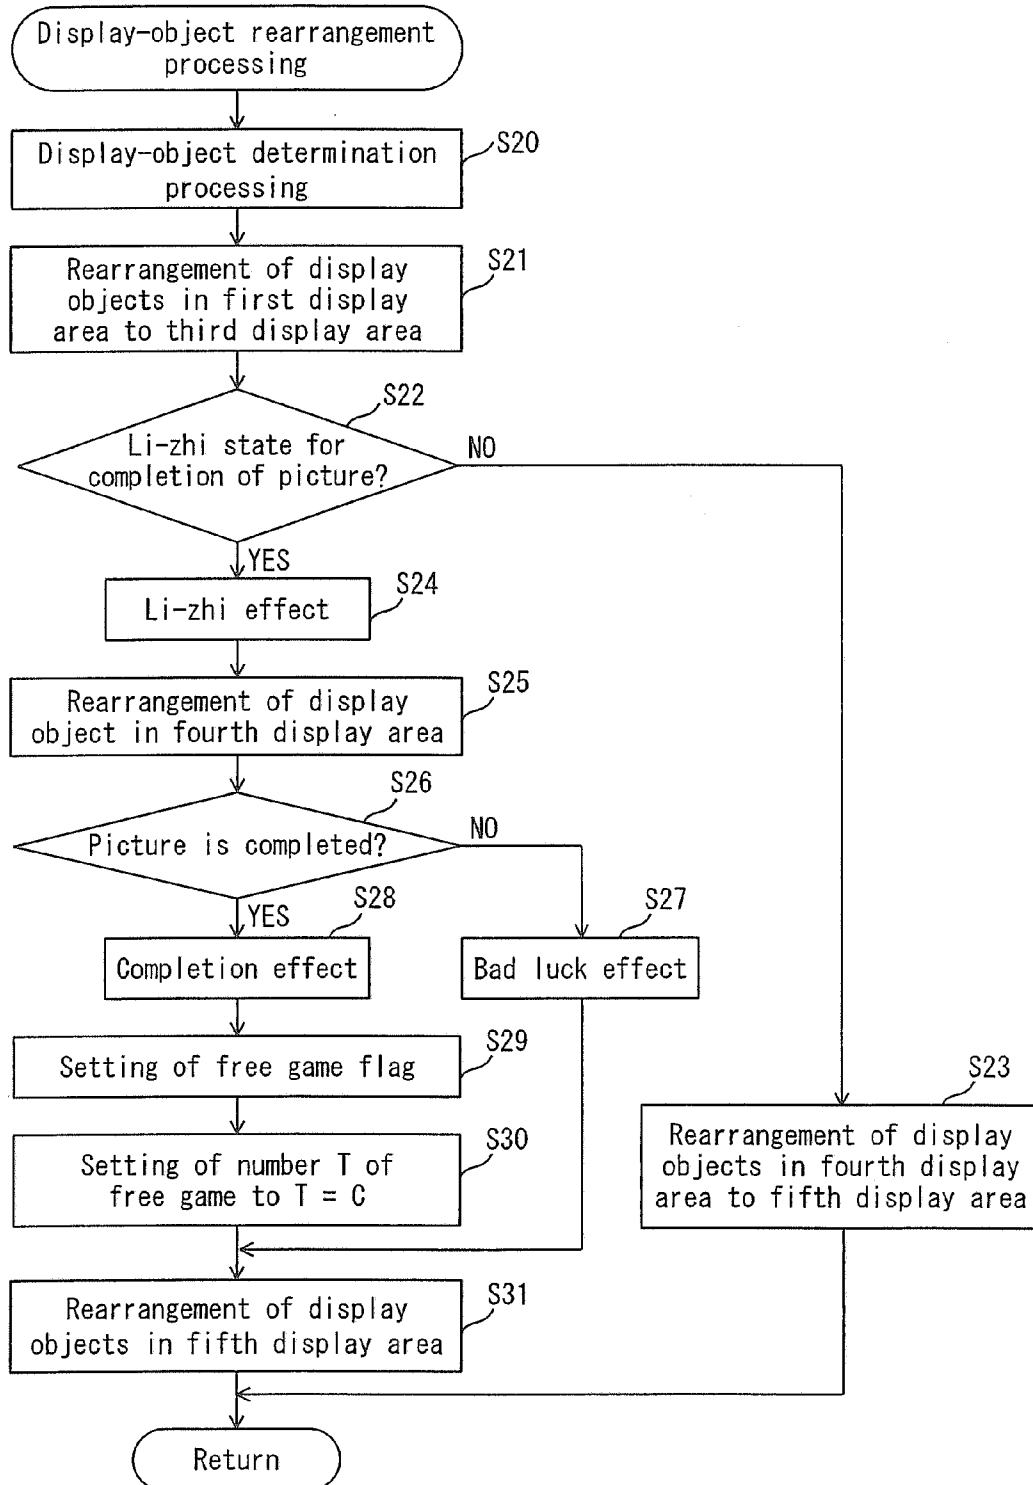 Display-object rearrangement
processing
S20
Display-object determination
processing
S21
Rearrangement of display
objects in first display
area to third display area
S22
Li-zhi state for
completion of picture?
NO
YES
S24
Li-zhi effect
S25
Rearrangement of display
object in fourth display area
S26
Picture is completed?
NO
YES
S28
Completion effect
S27
Bad luck effect
S29
Setting of free game flag
S30
Setting of number T of
free game to T = C
S23
Rearrangement of display
objects in fourth display
area to fifth display area
S31
Rearrangement of display
objects in fifth display area
Return